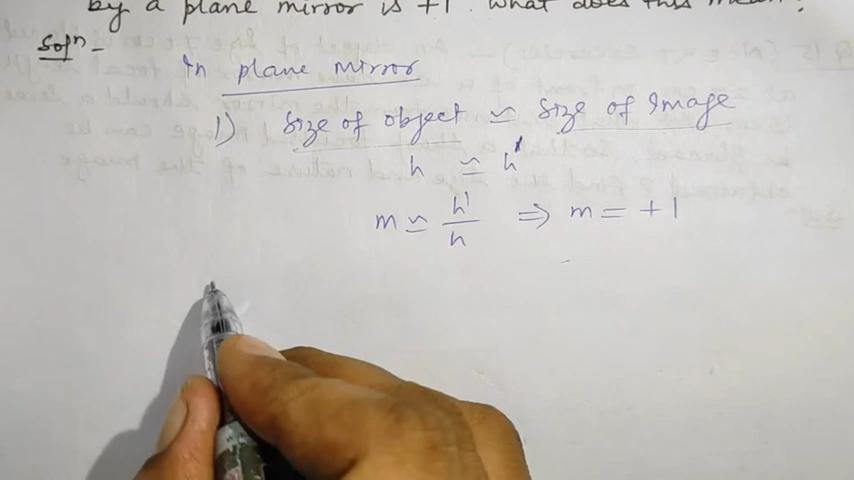 by a plane mirror is +1. What does this mean?
Solⁿ -
In plane mirror
1) Size of object ≃ Size of Image
h ≃ h'
m ≃ h'/h ⇒ m = +1